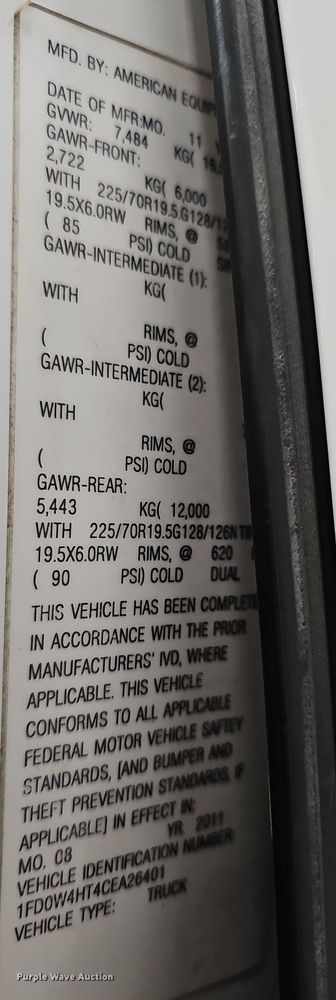 MFD. BY: AMERICAN EQUIP
DATE OF MFR:MO. 11
GVWR: 7,484 KG(
GAWR-FRONT:
2,722 KG( 6,000
WITH 225/70R19.5G128/12
19.5X6.0RW RIMS, @
( 85 PSI) COLD
GAWR-INTERMEDIATE (1):
KG(
WITH
RIMS, @
( PSI) COLD
GAWR-INTERMEDIATE (2):
KG(
WITH
RIMS, @
( PSI) COLD
GAWR-REAR:
5,443 KG( 12,000
WITH 225/70R19.5G128/126N TIR
19.5X6.0RW RIMS, @ 620
( 90 PSI) COLD DUAL
THIS VEHICLE HAS BEEN COMPLETE
IN ACCORDANCE WITH THE PRIOR
MANUFACTURERS' IVD, WHERE
APPLICABLE. THIS VEHICLE
CONFORMS TO ALL APPLICABLE
FEDERAL MOTOR VEHICLE SAFTEY
STANDARDS, [AND BUMPER AND
THEFT PREVENTION STANDARDS, IF
APPLICABLE] IN EFFECT IN:
MO. 08 YR. 2011
VEHICLE IDENTIFICATION NUMBER
1FD0W4HT4CEA26401
VEHICLE TYPE: TRUCK
Purple Wave Auction